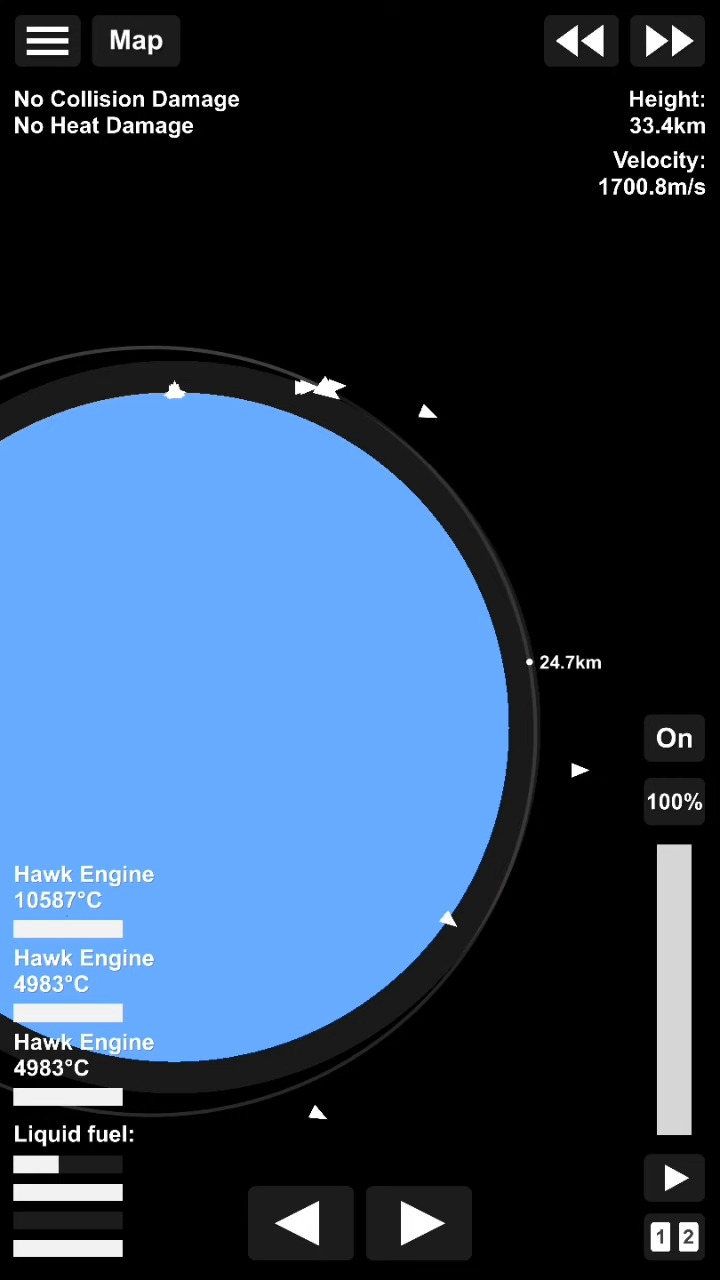 Map
No Collision Damage
No Heat Damage
Height:
33.4km
Velocity:
1700.8m/s
24.7km
On
100%
Hawk Engine
10587°C
Hawk Engine
4983°C
Hawk Engine
4983°C
Liquid fuel:
1 2